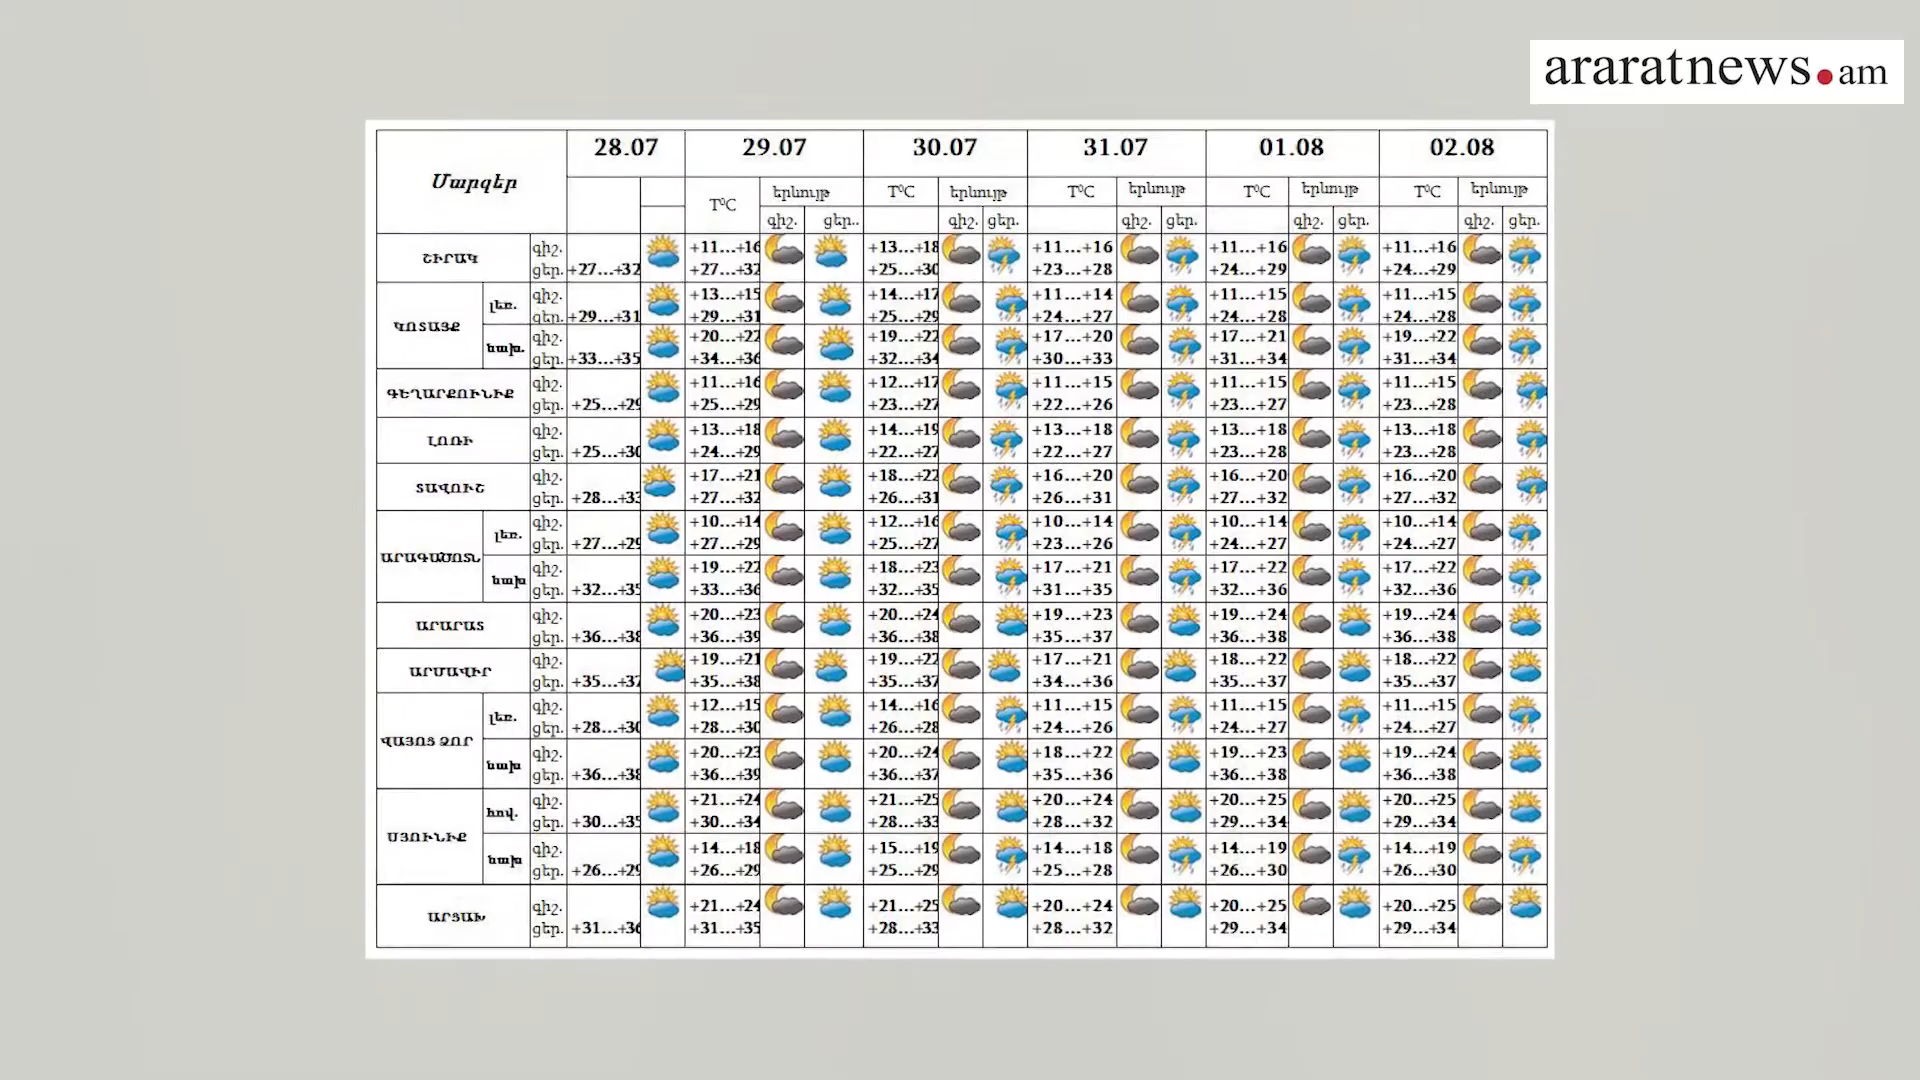 araratnews.am
Մարզեր 28.07 29.07 30.07 31.07 01.08 02.08
T⁰C երևույթ T⁰C երևույթ T⁰C երևույթ T⁰C երևույթ T⁰C երևույթ
գիշ. ցեր.. գիշ. ցեր. գիշ. ցեր. գիշ. ցեր. գիշ. ցեր.
ՇԻՐԱԿ գիշ. +11...+16 +13...+18 +11...+16 +11...+16 +11...+16
ցեր. +27...+32 +27...+32 +25...+30 +23...+28 +24...+29 +24...+29
ԿՈՏԱՅՔ լեռ. գիշ. +13...+15 +14...+17 +11...+14 +11...+15 +11...+15
ցեր. +29...+31 +29...+31 +25...+29 +24...+27 +24...+28 +24...+28
նախ. գիշ. +20...+22 +19...+22 +17...+20 +17...+21 +19...+22
ցեր. +33...+35 +34...+36 +32...+34 +30...+33 +31...+34 +31...+34
ԳԵՂԱՐՔՈՒՆԻՔ գիշ. +11...+16 +12...+17 +11...+15 +11...+15 +11...+15
ցեր. +25...+29 +25...+29 +23...+27 +22...+26 +23...+27 +23...+28
ԼՈՌԻ գիշ. +13...+18 +14...+19 +13...+18 +13...+18 +13...+18
ցեր. +25...+30 +24...+29 +22...+27 +22...+27 +23...+28 +23...+28
ՏԱՎՈՒՇ գիշ. +17...+21 +18...+22 +16...+20 +16...+20 +16...+20
ցեր. +28...+33 +27...+32 +26...+31 +26...+31 +27...+32 +27...+32
ԱՐԱԳԱԾՈՏՆ լեռ. գիշ. +10...+14 +12...+16 +10...+14 +10...+14 +10...+14
ցեր. +27...+29 +27...+29 +25...+27 +23...+26 +24...+27 +24...+27
նախ գիշ. +19...+22 +18...+23 +17...+21 +17...+22 +17...+22
ցեր. +32...+35 +33...+36 +32...+35 +31...+35 +32...+36 +32...+36
ԱՐԱՐԱՏ գիշ. +20...+23 +20...+24 +19...+23 +19...+24 +19...+24
ցեր. +36...+38 +36...+39 +36...+38 +35...+37 +36...+38 +36...+38
ԱՐՄԱՎԻՐ գիշ. +19...+21 +19...+22 +17...+21 +18...+22 +18...+22
ցեր. +35...+37 +35...+38 +35...+37 +34...+36 +35...+37 +35...+37
ՎԱՅՈՑ ՁՈՐ լեռ. գիշ. +12...+15 +14...+16 +11...+15 +11...+15 +11...+15
ցեր. +28...+30 +28...+30 +26...+28 +24...+26 +24...+27 +24...+27
նախ գիշ. +20...+23 +20...+24 +18...+22 +19...+23 +19...+24
ցեր. +36...+38 +36...+39 +36...+37 +35...+36 +36...+38 +36...+38
ՍՅՈՒՆԻՔ հով. գիշ. +21...+24 +21...+25 +20...+24 +20...+25 +20...+25
ցեր. +30...+35 +30...+34 +28...+33 +28...+32 +29...+34 +29...+34
նախ գիշ. +14...+18 +15...+19 +14...+18 +14...+19 +14...+19
ցեր. +26...+29 +26...+29 +25...+29 +25...+28 +26...+30 +26...+30
ԱՐՑԱԽ գիշ. +21...+24 +21...+25 +20...+24 +20...+25 +20...+25
ցեր. +31...+36 +31...+35 +28...+33 +28...+32 +29...+34 +29...+34